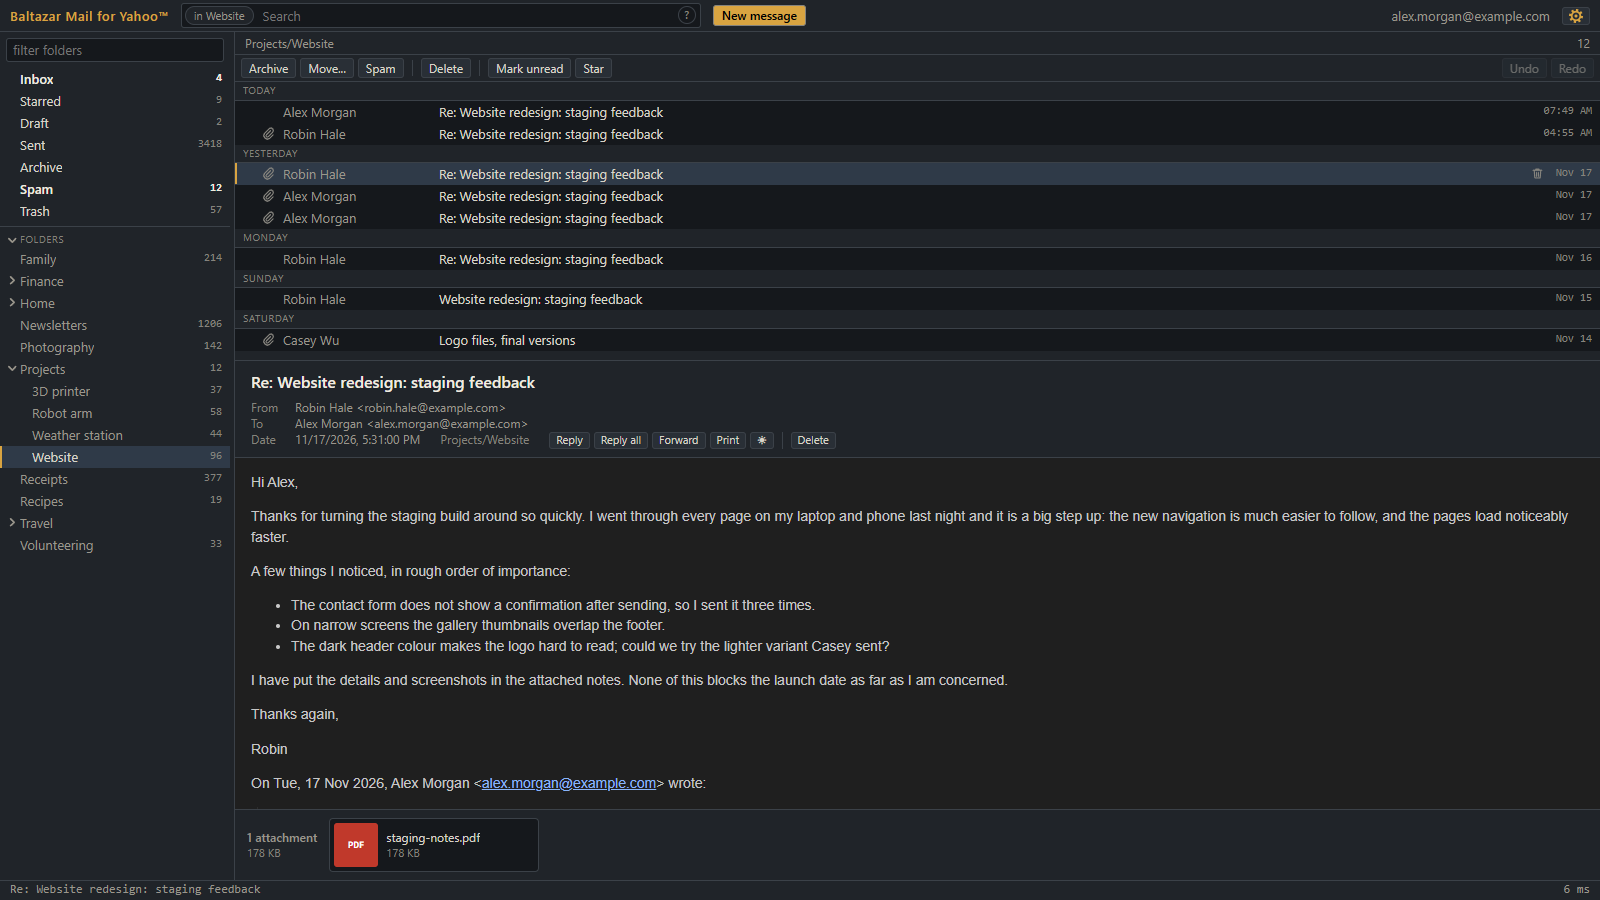 Baltazar Mail for Yahoo™ in Website Search ? New message alex.morgan@example.com
filter folders
Inbox 4
Starred 9
Draft 2
Sent 3418
Archive
Spam 12
Trash 57
FOLDERS
Family 214
Finance
Home
Newsletters 1206
Photography 142
Projects 12
3D printer 37
Robot arm 58
Weather station 44
Website 96
Receipts 377
Recipes 19
Travel
Volunteering 33
Projects/Website 12
Archive Move... Spam Delete Mark unread Star Undo Redo
TODAY
Alex Morgan Re: Website redesign: staging feedback 07:49 AM
Robin Hale Re: Website redesign: staging feedback 04:55 AM
YESTERDAY
Robin Hale Re: Website redesign: staging feedback Nov 17
Alex Morgan Re: Website redesign: staging feedback Nov 17
Alex Morgan Re: Website redesign: staging feedback Nov 17
MONDAY
Robin Hale Re: Website redesign: staging feedback Nov 16
SUNDAY
Robin Hale Website redesign: staging feedback Nov 15
SATURDAY
Casey Wu Logo files, final versions Nov 14
Re: Website redesign: staging feedback
From Robin Hale <robin.hale@example.com>
To Alex Morgan <alex.morgan@example.com>
Date 11/17/2026, 5:31:00 PM Projects/Website Reply Reply all Forward Print Delete
Hi Alex,
Thanks for turning the staging build around so quickly. I went through every page on my laptop and phone last night and it is a big step up: the new navigation is much easier to follow, and the pages load noticeably
faster.
A few things I noticed, in rough order of importance:
• The contact form does not show a confirmation after sending, so I sent it three times.
• On narrow screens the gallery thumbnails overlap the footer.
• The dark header colour makes the logo hard to read; could we try the lighter variant Casey sent?
I have put the details and screenshots in the attached notes. None of this blocks the launch date as far as I am concerned.
Thanks again,
Robin
On Tue, 17 Nov 2026, Alex Morgan <alex.morgan@example.com> wrote:
1 attachment
178 KB
PDF
staging-notes.pdf
178 KB
Re: Website redesign: staging feedback 6 ms